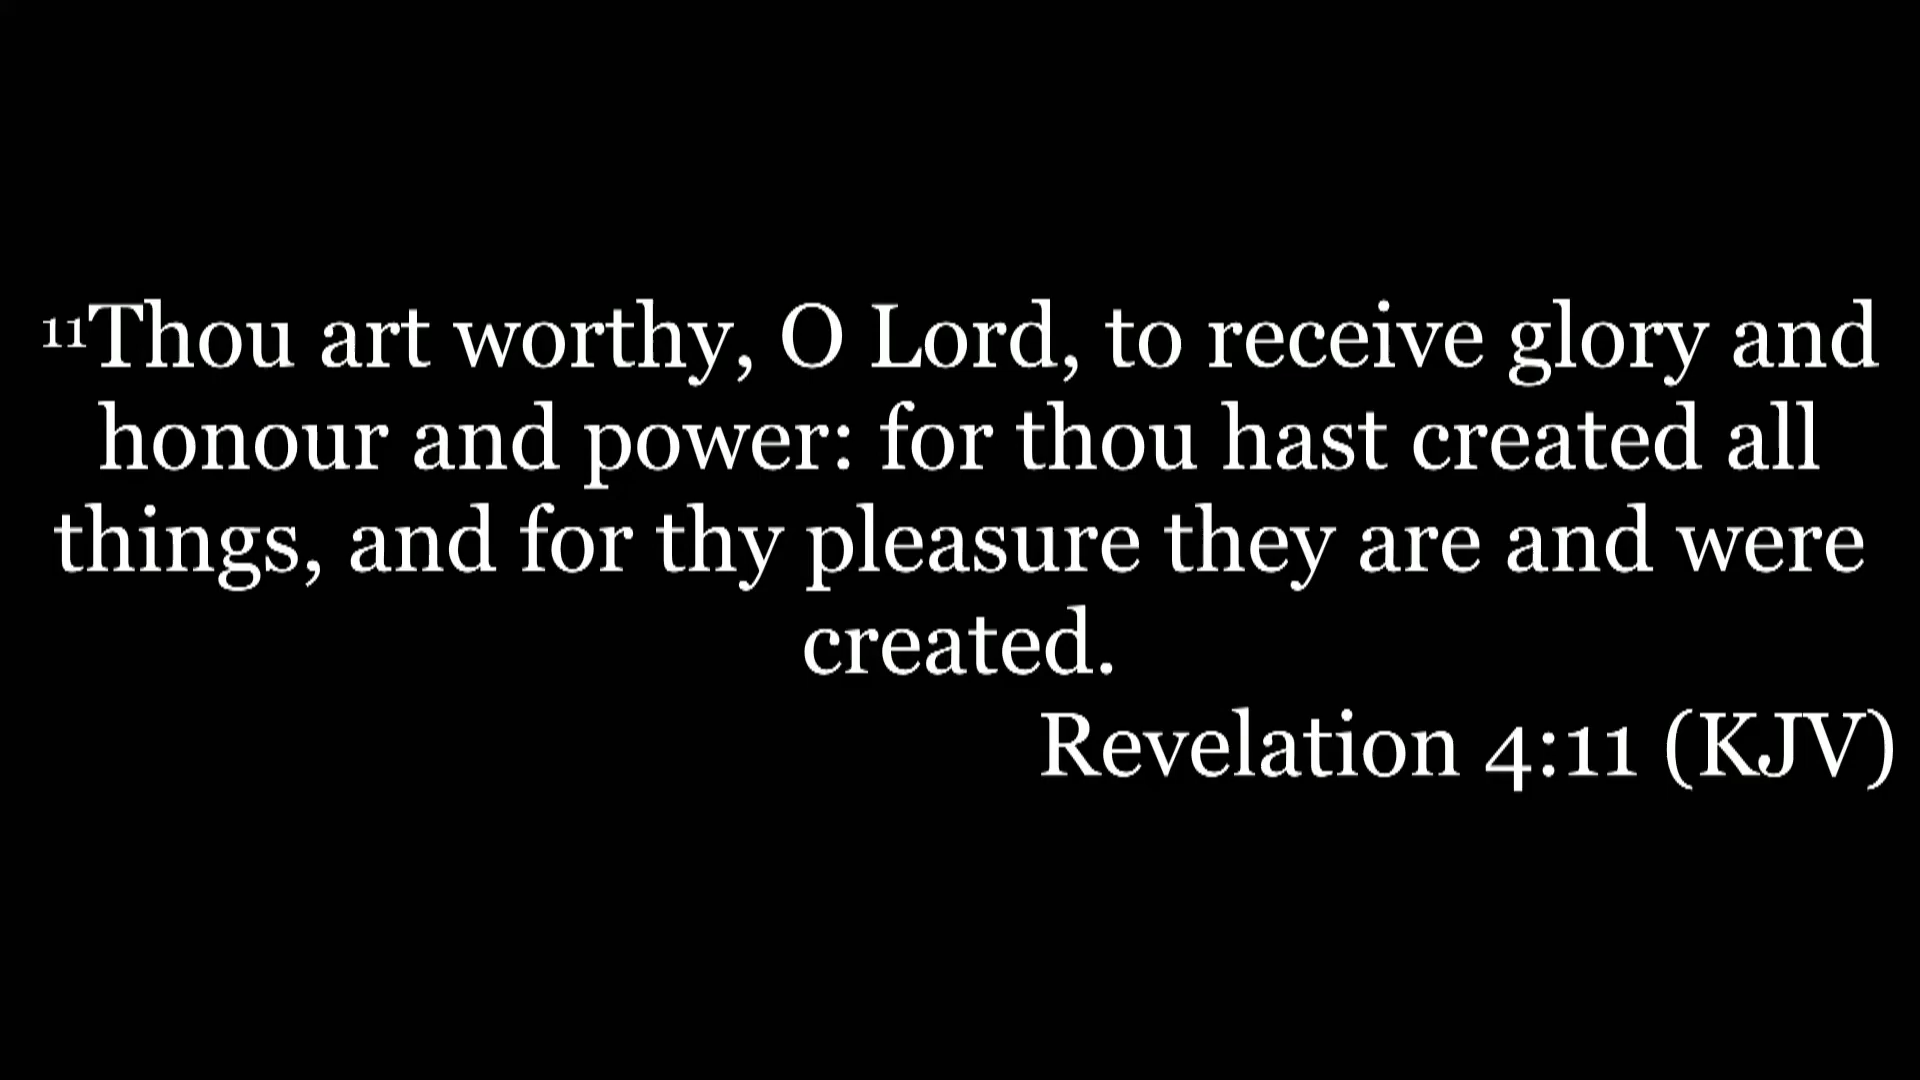 ¹¹Thou art worthy, O Lord, to receive glory and
honour and power: for thou hast created all
things, and for thy pleasure they are and were
created.
Revelation 4:11 (KJV)